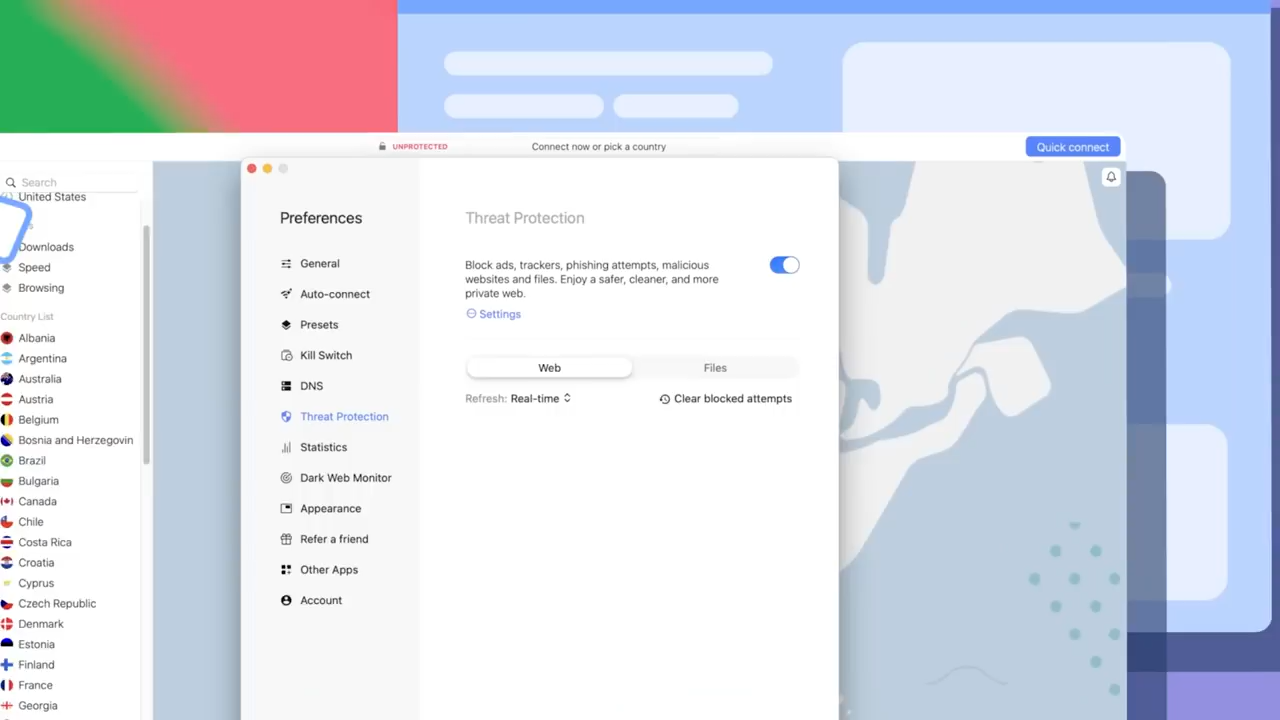 UNPROTECTED
Connect now or pick a country
Quick connect
Search
United States
Downloads
Speed
Browsing
Country List
Albania
Argentina
Australia
Austria
Belgium
Bosnia and Herzegovin
Brazil
Bulgaria
Canada
Chile
Costa Rica
Croatia
Cyprus
Czech Republic
Denmark
Estonia
Finland
France
Georgia
Preferences
General
Auto-connect
Presets
Kill Switch
DNS
Threat Protection
Statistics
Dark Web Monitor
Appearance
Refer a friend
Other Apps
Account
Threat Protection
Block ads, trackers, phishing attempts, malicious
websites and files. Enjoy a safer, cleaner, and more
private web.
Settings
Web
Files
Refresh: Real-time
Clear blocked attempts